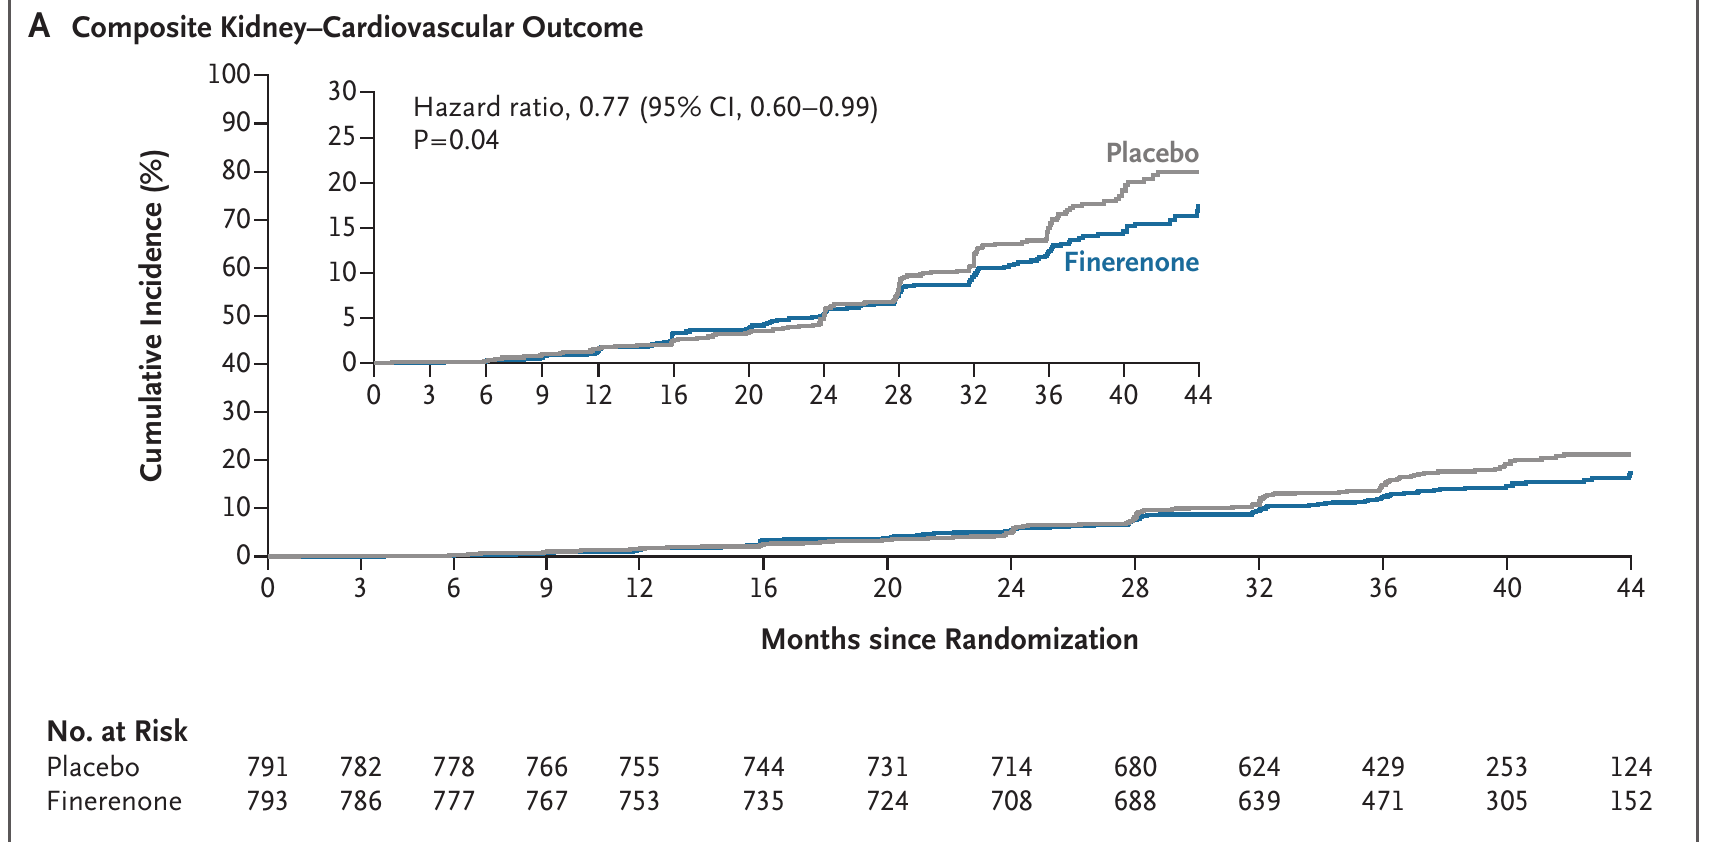 A Composite Kidney–Cardiovascular Outcome
Cumulative Incidence (%)
100
90
80
70
60
50
40
30
20
10
0
30
25
20
15
10
5
0
Hazard ratio, 0.77 (95% CI, 0.60–0.99)
P=0.04
Placebo
Finerenone
0 3 6 9 12 16 20 24 28 32 36 40 44
0 3 6 9 12 16 20 24 28 32 36 40 44
Months since Randomization
No. at Risk
Placebo 791 782 778 766 755 744 731 714 680 624 429 253 124
Finerenone 793 786 777 767 753 735 724 708 688 639 471 305 152